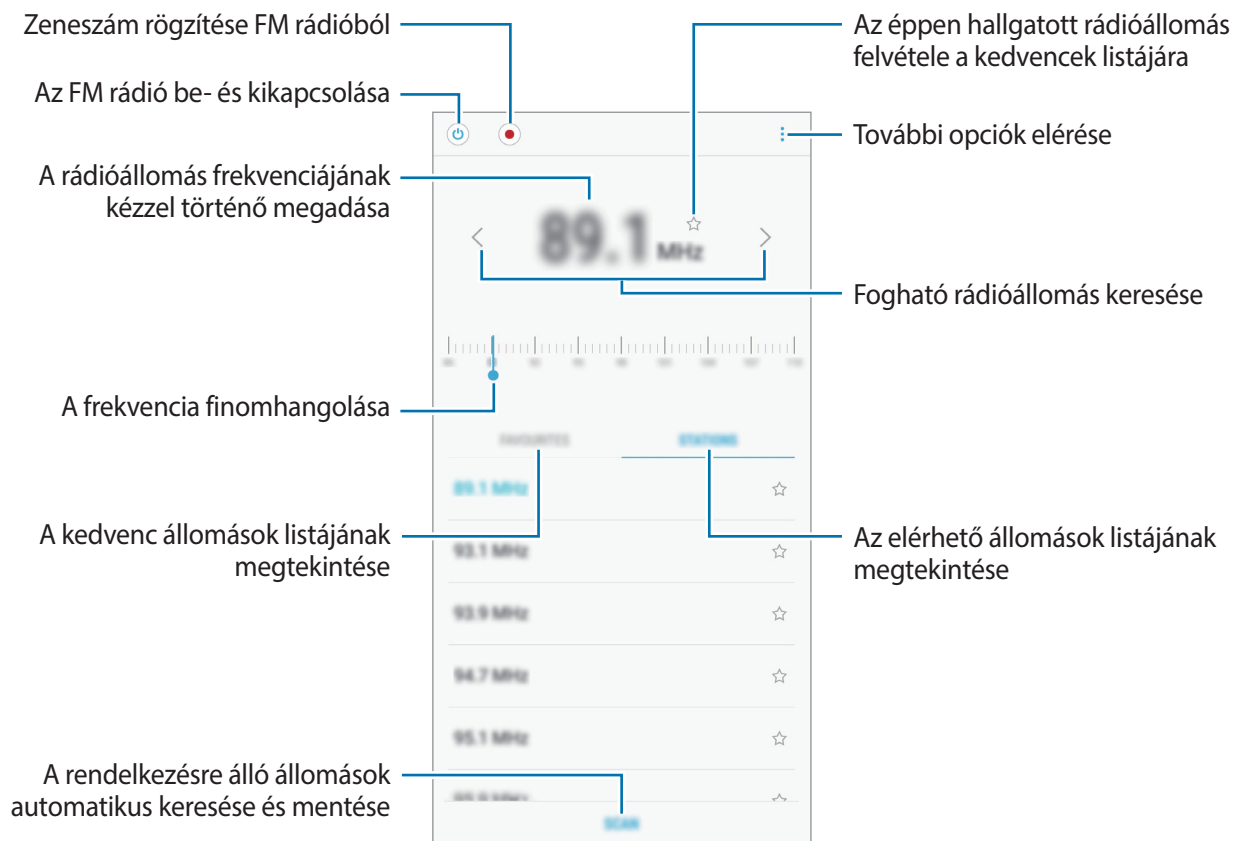 Zeneszám rögzítése FM rádióból
Az FM rádió be- és kikapcsolása
A rádióállomás frekvenciájának
kézzel történő megadása
A frekvencia finomhangolása
A kedvenc állomások listájának
megtekintése
A rendelkezésre álló állomások
automatikus keresése és mentése
Az éppen hallgatott rádióállomás
felvétele a kedvencek listájára
További opciók elérése
Fogható rádióállomás keresése
Az elérhető állomások listájának
megtekintése
89.1 MHz
FAVOURITES
STATIONS
89.1 MHz
93.1 MHz
93.9 MHz
94.7 MHz
95.1 MHz
SCAN